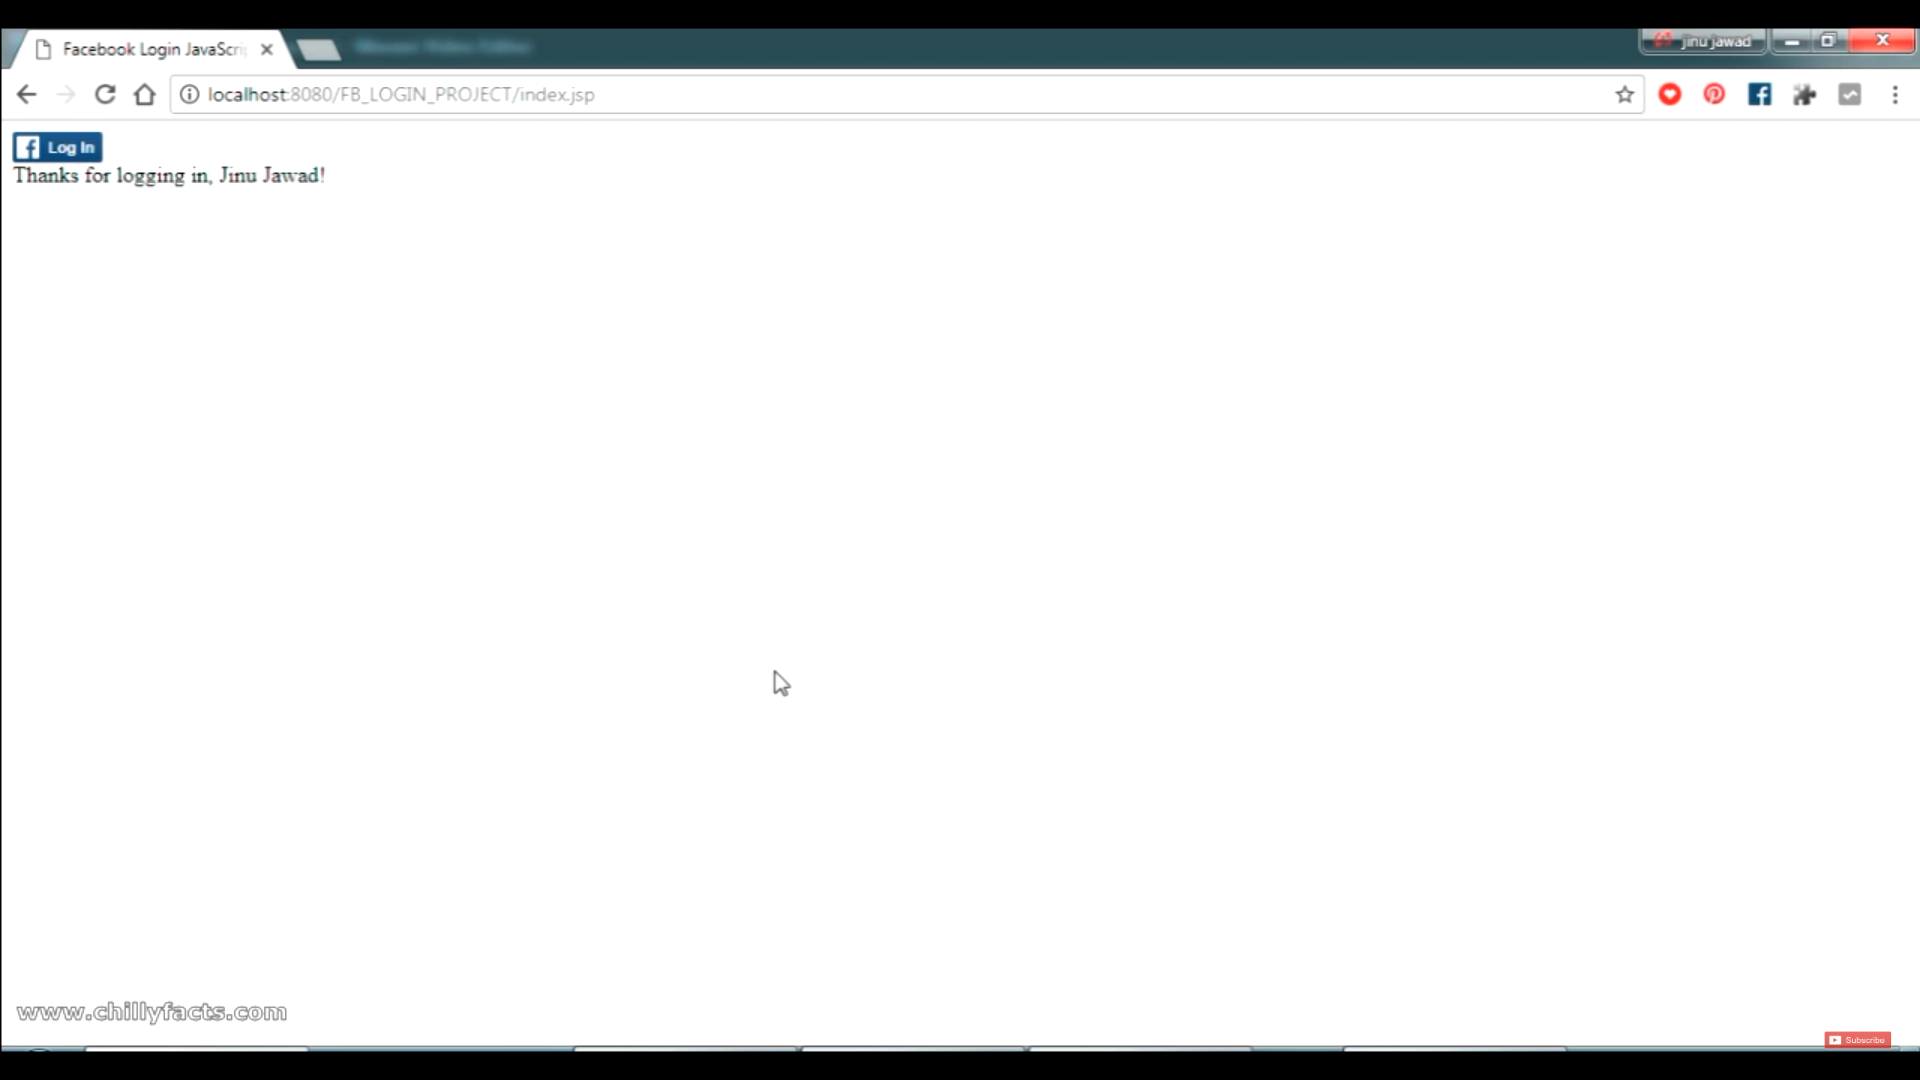 Facebook Login JavaScri
jinu jawad
localhost:8080/FB_LOGIN_PROJECT/index.jsp
Log In
Thanks for logging in, Jinu Jawad!
www.chillyfacts.com
Subscribe